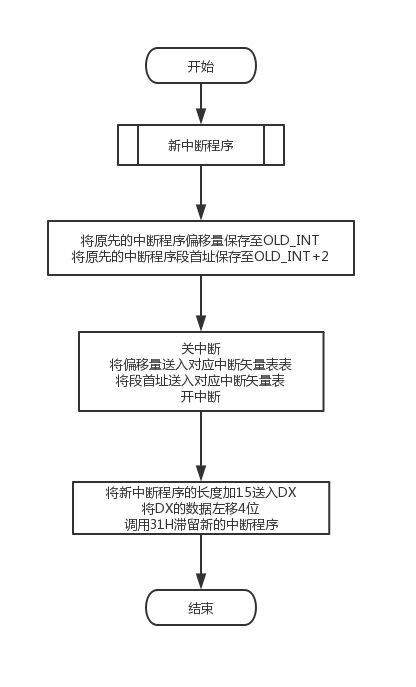 开始
新中断程序
将原先的中断程序偏移量保存至OLD_INT
将原先的中断程序段首址保存至OLD_INT+2
关中断
将偏移量送入对应中断矢量表表
将段首址送入对应中断矢量表
开中断
将新中断程序的长度加15送入DX
将DX的数据左移4位
调用31H滞留新的中断程序
结束